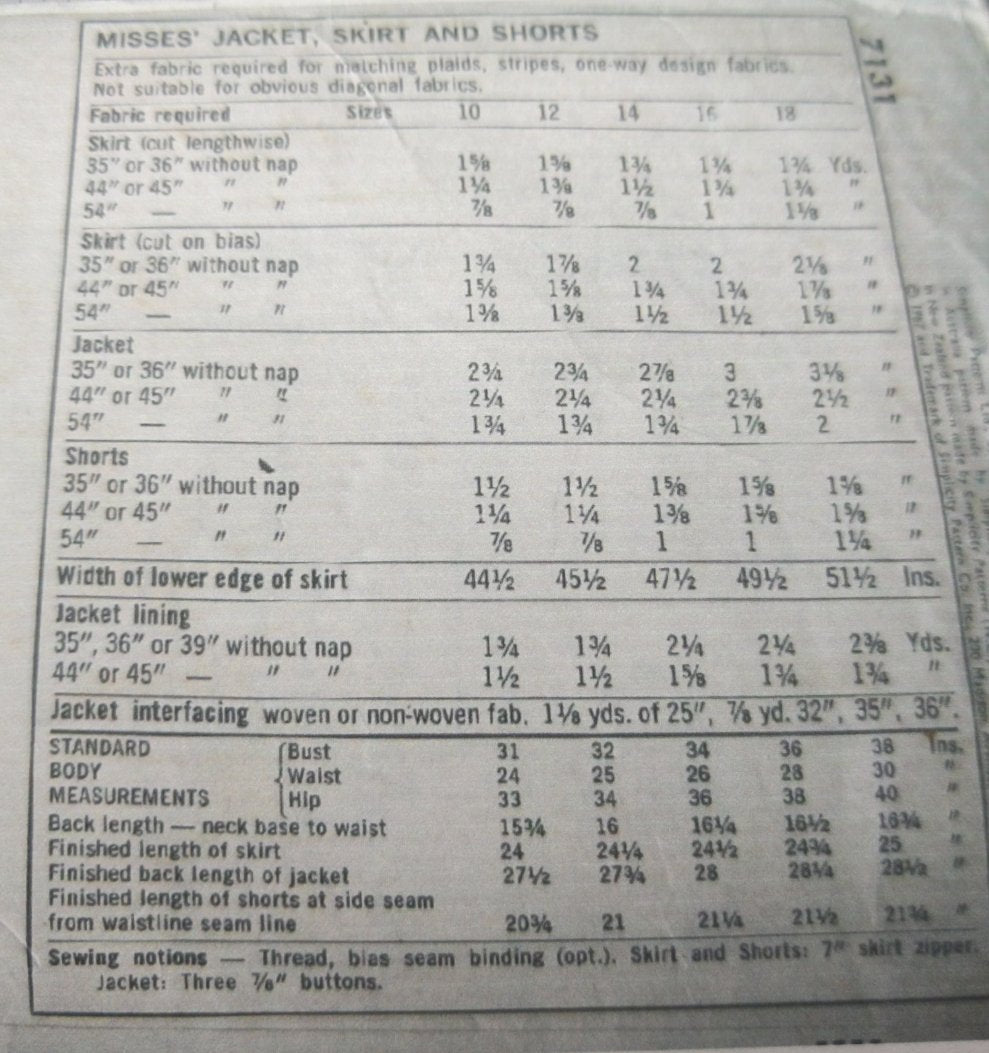 MISSES' JACKET, SKIRT AND SHORTS
7131
Extra fabric required for matching plaids, stripes, one-way design fabrics.
Not suitable for obvious diagonal fabrics.
Fabric required Sizes 10 12 14 16 18
Skirt (cut lengthwise)
35" or 36" without nap 1⅝ 1⅝ 1¾ 1¾ 1¾ Yds.
44" or 45" " " 1¼ 1⅜ 1½ 1¾ 1¾ "
54" — " " ⅞ ⅞ ⅞ 1 1⅛ "
Skirt (cut on bias)
35" or 36" without nap 1¾ 1⅞ 2 2 2⅛ "
44" or 45" " " 1⅝ 1⅝ 1¾ 1¾ 1⅞ "
54" — " " 1⅜ 1⅜ 1½ 1½ 1⅝ "
Jacket
35" or 36" without nap 2¾ 2¾ 2⅞ 3 3⅛ "
44" or 45" " " 2¼ 2¼ 2¼ 2⅜ 2½ "
54" — " " 1¾ 1¾ 1¾ 1⅞ 2 "
Shorts
35" or 36" without nap 1½ 1½ 1⅝ 1⅝ 1⅝ "
44" or 45" " " 1¼ 1¼ 1⅜ 1⅝ 1⅝ "
54" — " " ⅞ ⅞ 1 1 1¼ "
Width of lower edge of skirt 44½ 45½ 47½ 49½ 51½ Ins.
Jacket lining
35", 36" or 39" without nap 1¾ 1¾ 2¼ 2¼ 2⅜ Yds.
44" or 45" — " " 1½ 1½ 1⅝ 1¾ 1¾ "
Jacket interfacing woven or non-woven fab. 1⅛ yds. of 25", ⅞ yd. 32", 35", 36".
STANDARD Bust 31 32 34 36 38 Ins.
BODY Waist 24 25 26 28 30 "
MEASUREMENTS Hip 33 34 36 38 40 "
Back length — neck base to waist 15¾ 16 16¼ 16½ 16¾ "
Finished length of skirt 24 24¼ 24½ 24¾ 25 "
Finished back length of jacket 27½ 27¾ 28 28¼ 28½ "
Finished length of shorts at side seam
from waistline seam line 20¾ 21 21¼ 21½ 21¾ "
Sewing notions — Thread, bias seam binding (opt.). Skirt and Shorts: 7" skirt zipper.
Jacket: Three ⅞" buttons.